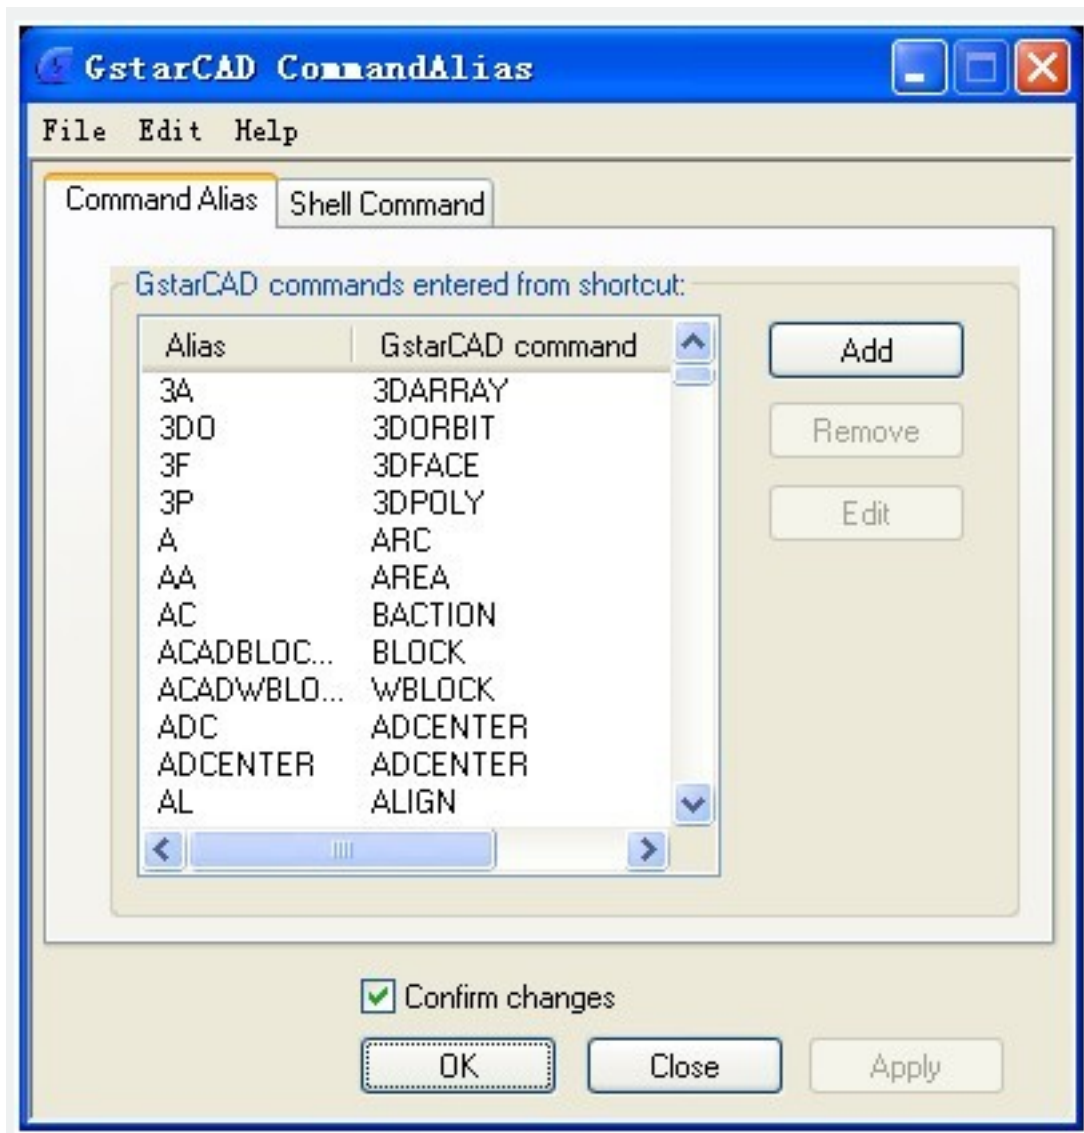 GstarCAD CommandAlias
File Edit Help
Command Alias Shell Command
GstarCAD commands entered from shortcut:
Alias GstarCAD command
Add
3A 3DARRAY
3DO 3DORBIT
Remove
3F 3DFACE
3P 3DPOLY
Edit
A ARC
AA AREA
AC BACTION
ACADBLOC... BLOCK
ACADWBLO... WBLOCK
ADC ADCENTER
ADCENTER ADCENTER
AL ALIGN
Confirm changes
OK Close Apply